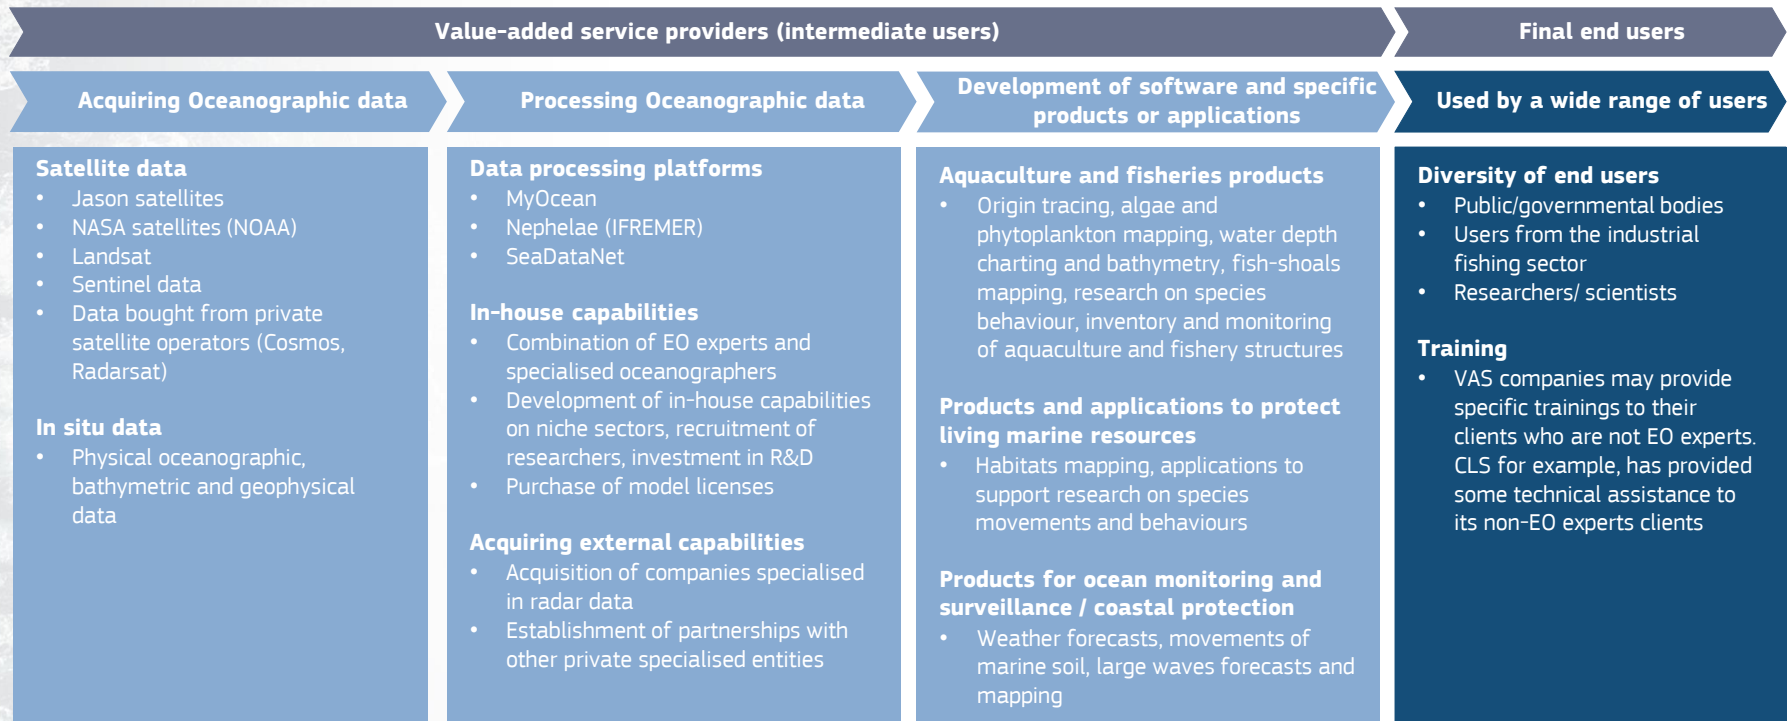 Value-added service providers (intermediate users)
Final end users
Acquiring Oceanographic data
Processing Oceanographic data
Development of software and specific
products or applications
Used by a wide range of users
Satellite data
• Jason satellites
• NASA satellites (NOAA)
• Landsat
• Sentinel data
• Data bought from private
satellite operators (Cosmos,
Radarsat)
In situ data
• Physical oceanographic,
bathymetric and geophysical
data
Data processing platforms
• MyOcean
• Nephelae (IFREMER)
• SeaDataNet
In-house capabilities
• Combination of EO experts and
specialised oceanographers
• Development of in-house capabilities
on niche sectors, recruitment of
researchers, investment in R&D
• Purchase of model licenses
Acquiring external capabilities
• Acquisition of companies specialised
in radar data
• Establishment of partnerships with
other private specialised entities
Aquaculture and fisheries products
• Origin tracing, algae and
phytoplankton mapping, water depth
charting and bathymetry, fish-shoals
mapping, research on species
behaviour, inventory and monitoring
of aquaculture and fishery structures
Products and applications to protect
living marine resources
• Habitats mapping, applications to
support research on species
movements and behaviours
Products for ocean monitoring and
surveillance / coastal protection
• Weather forecasts, movements of
marine soil, large waves forecasts and
mapping
Diversity of end users
• Public/governmental bodies
• Users from the industrial
fishing sector
• Researchers/ scientists
Training
• VAS companies may provide
specific trainings to their
clients who are not EO experts.
CLS for example, has provided
some technical assistance to
its non-EO experts clients